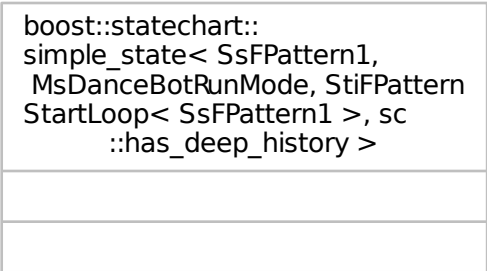 boost::statechart::
simple_state< SsFPattern1,
MsDanceBotRunMode, StiFPattern
StartLoop< SsFPattern1 >, sc
::has_deep_history >